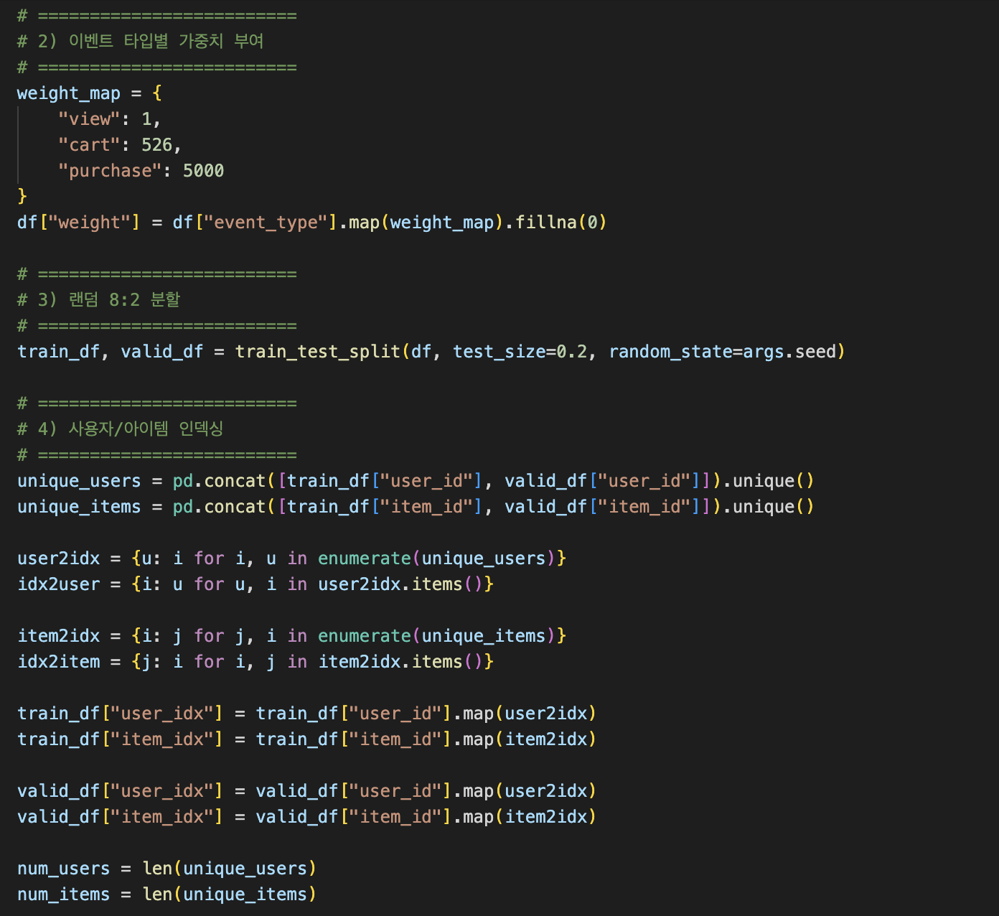 # =========================
# 2) 이벤트 타입별 가중치 부여
# =========================
weight_map = {
    "view": 1,
    "cart": 526,
    "purchase": 5000
}
df["weight"] = df["event_type"].map(weight_map).fillna(0)
# =========================
# 3) 랜덤 8:2 분할
# =========================
train_df, valid_df = train_test_split(df, test_size=0.2, random_state=args.seed)
# =========================
# 4) 사용자/아이템 인덱싱
# =========================
unique_users = pd.concat([train_df["user_id"], valid_df["user_id"]]).unique()
unique_items = pd.concat([train_df["item_id"], valid_df["item_id"]]).unique()
user2idx = {u: i for i, u in enumerate(unique_users)}
idx2user = {i: u for u, i in user2idx.items()}
item2idx = {i: j for j, i in enumerate(unique_items)}
idx2item = {j: i for i, j in item2idx.items()}
train_df["user_idx"] = train_df["user_id"].map(user2idx)
train_df["item_idx"] = train_df["item_id"].map(item2idx)
valid_df["user_idx"] = valid_df["user_id"].map(user2idx)
valid_df["item_idx"] = valid_df["item_id"].map(item2idx)
num_users = len(unique_users)
num_items = len(unique_items)